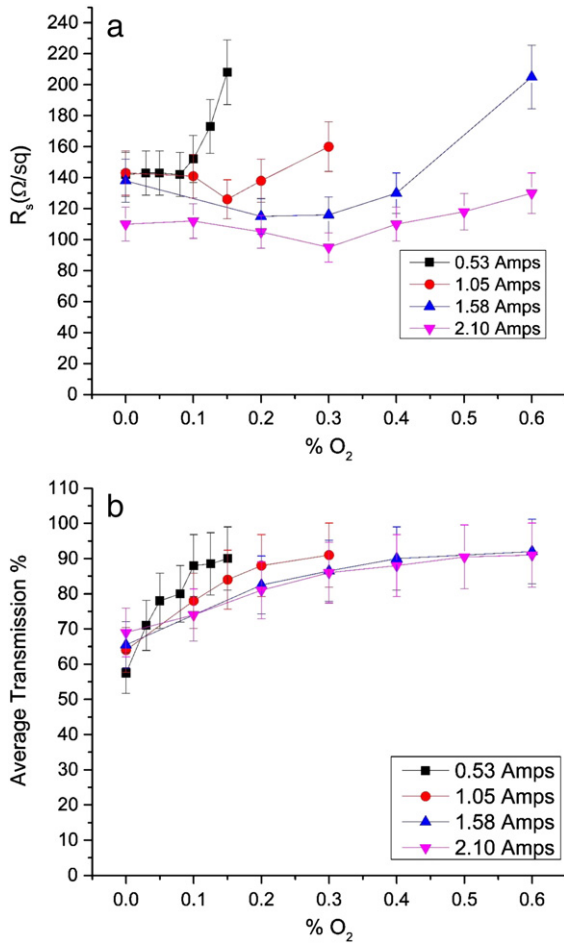 a
240
220
200
180
160
140
120
100
80
60
40
20
0
Rs(Ω/sq)
0.53 Amps
1.05 Amps
1.58 Amps
2.10 Amps
0.0 0.1 0.2 0.3 0.4 0.5 0.6
% O2
b
110
100
90
80
70
60
50
40
30
20
10
0
Average Transmission %
0.53 Amps
1.05 Amps
1.58 Amps
2.10 Amps
0.0 0.1 0.2 0.3 0.4 0.5 0.6
% O2